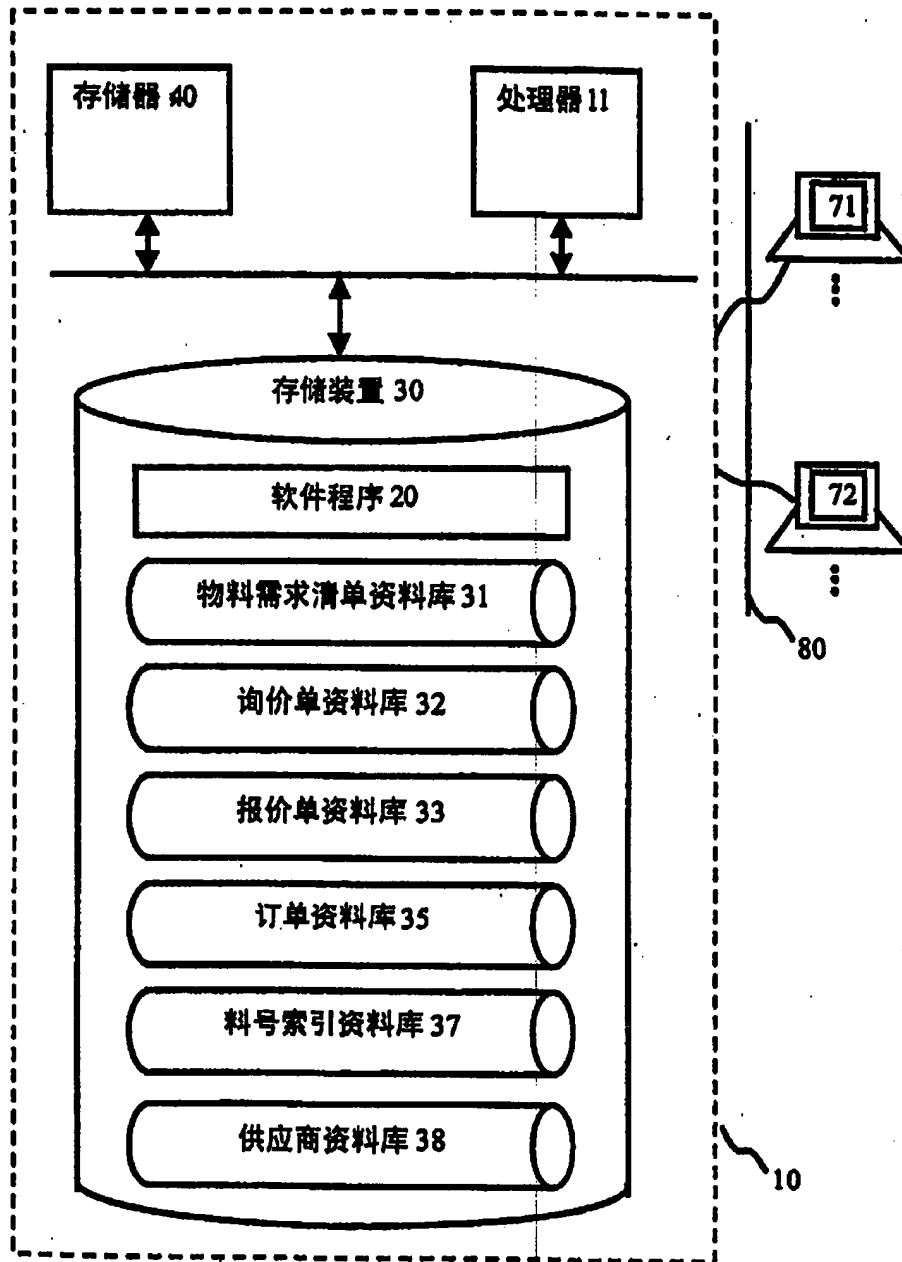 存储器 40
处理器 11
71
存储装置 30
软件程序 20
72
物料需求清单资料库 31
80
询价单资料库 32
报价单资料库 33
订单资料库 35
料号索引资料库 37
供应商资料库 38
10